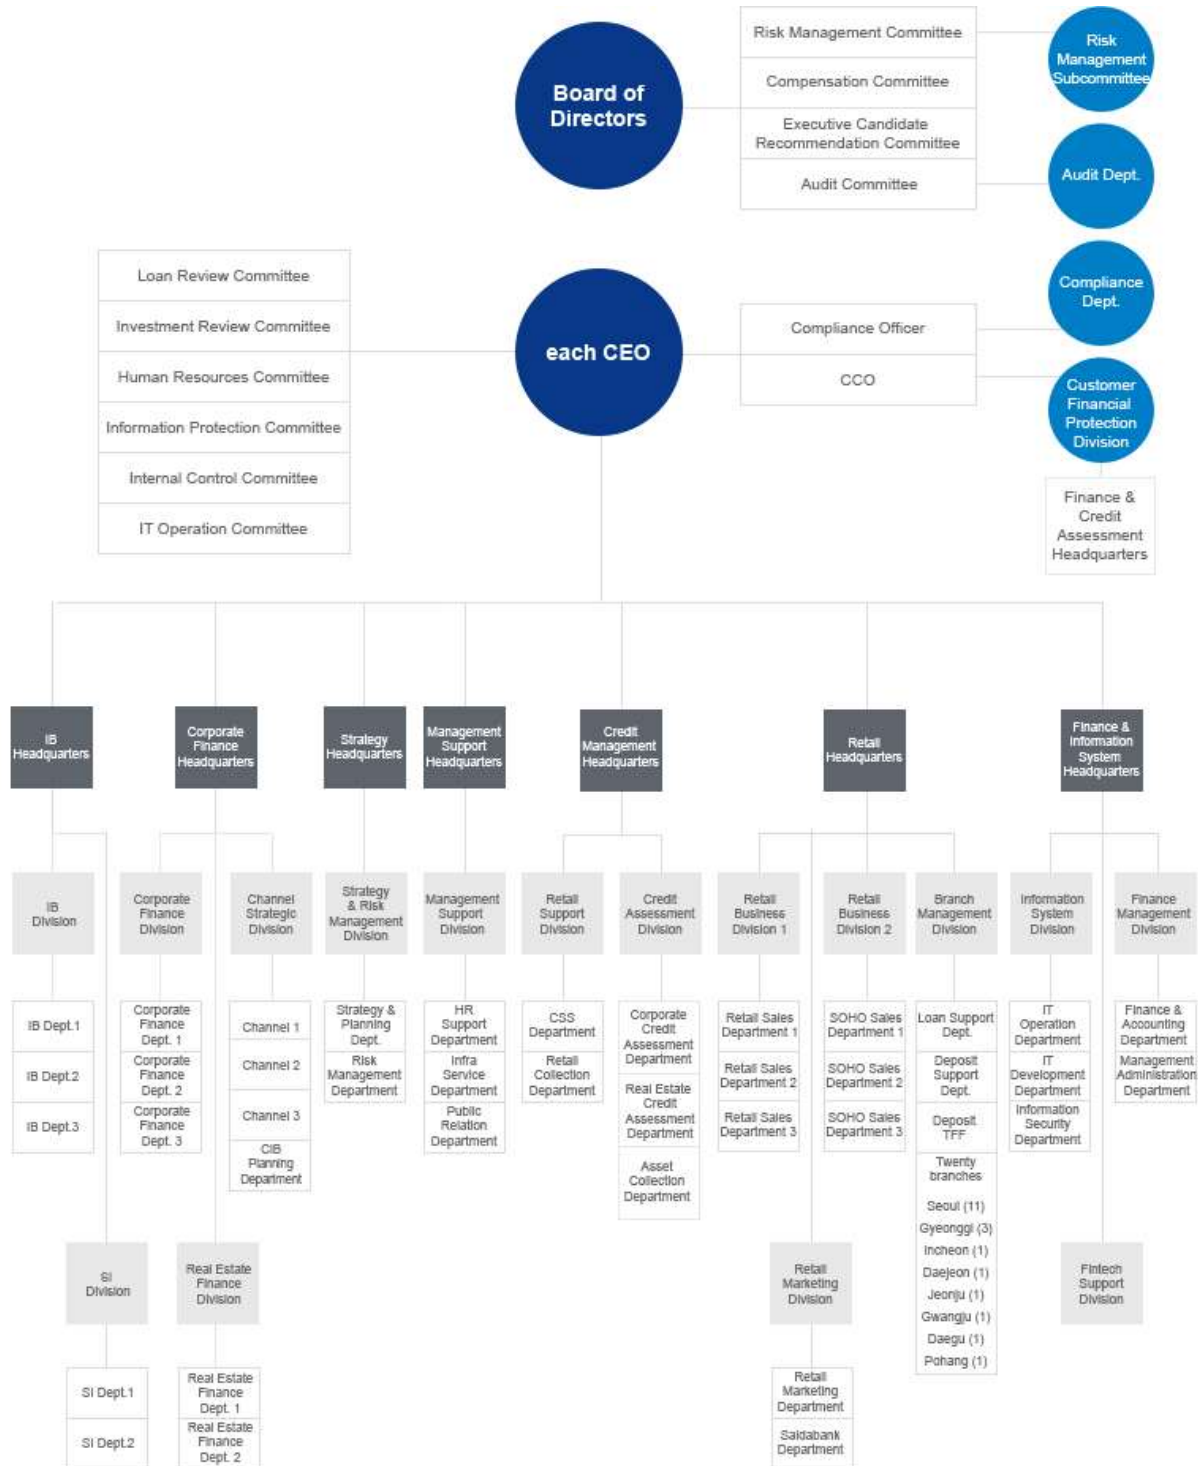 Board of
Directors
Risk Management Committee
Compensation Committee
Executive Candidate
Recommendation Committee
Audit Committee
Risk
Management
Subcommittee
Audit Dept.
Loan Review Committee
Investment Review Committee
Human Resources Committee
Information Protection Committee
Internal Control Committee
IT Operation Committee
each CEO
Compliance Officer
CCO
Compliance
Dept.
Customer
Financial
Protection
Division
Finance &
Credit
Assessment
Headquarters
IB
Headquarters
Corporate
Finance
Headquarters
Strategy
Headquarters
Management
Support
Headquarters
Credit
Management
Headquarters
Retail
Headquarters
Finance &
Information
System
Headquarters
IB
Division
Corporate
Finance
Division
Channel
Strategic
Division
Strategy
& Risk
Management
Division
Management
Support
Division
Retail
Support
Division
Credit
Assessment
Division
Retail
Business
Division 1
Retail
Business
Division 2
Branch
Management
Division
Information
System
Division
Finance
Management
Division
IB Dept.1
IB Dept.2
IB Dept.3
Corporate
Finance
Dept. 1
Corporate
Finance
Dept. 2
Corporate
Finance
Dept. 3
Channel 1
Channel 2
Channel 3
CIB
Planning
Department
Strategy &
Planning
Dept.
Risk
Management
Department
HR
Support
Department
Infra
Service
Department
Public
Relation
Department
CSS
Department
Retail
Collection
Department
Corporate
Credit
Assessment
Department
Real Estate
Credit
Assessment
Department
Asset
Collection
Department
Retail Sales
Department 1
Retail Sales
Department 2
Retail Sales
Department 3
SOHO Sales
Department 1
SOHO Sales
Department 2
SOHO Sales
Department 3
Loan Support
Dept.
Deposit
Support
Dept.
Deposit
TFF
Twenty
branches
Seoul (11)
Gyeonggi (3)
Incheon (1)
Daejeon (1)
Jeonju (1)
Gwangju (1)
Daegu (1)
Pohang (1)
IT
Operation
Department
IT
Development
Department
Information
Security
Department
Finance &
Accounting
Department
Management
Administration
Department
SI
Division
Real Estate
Finance
Division
Retail
Marketing
Division
Fintech
Support
Division
SI Dept.1
SI Dept.2
Real Estate
Finance
Dept. 1
Real Estate
Finance
Dept. 2
Retail
Marketing
Department
Saidabank
Department